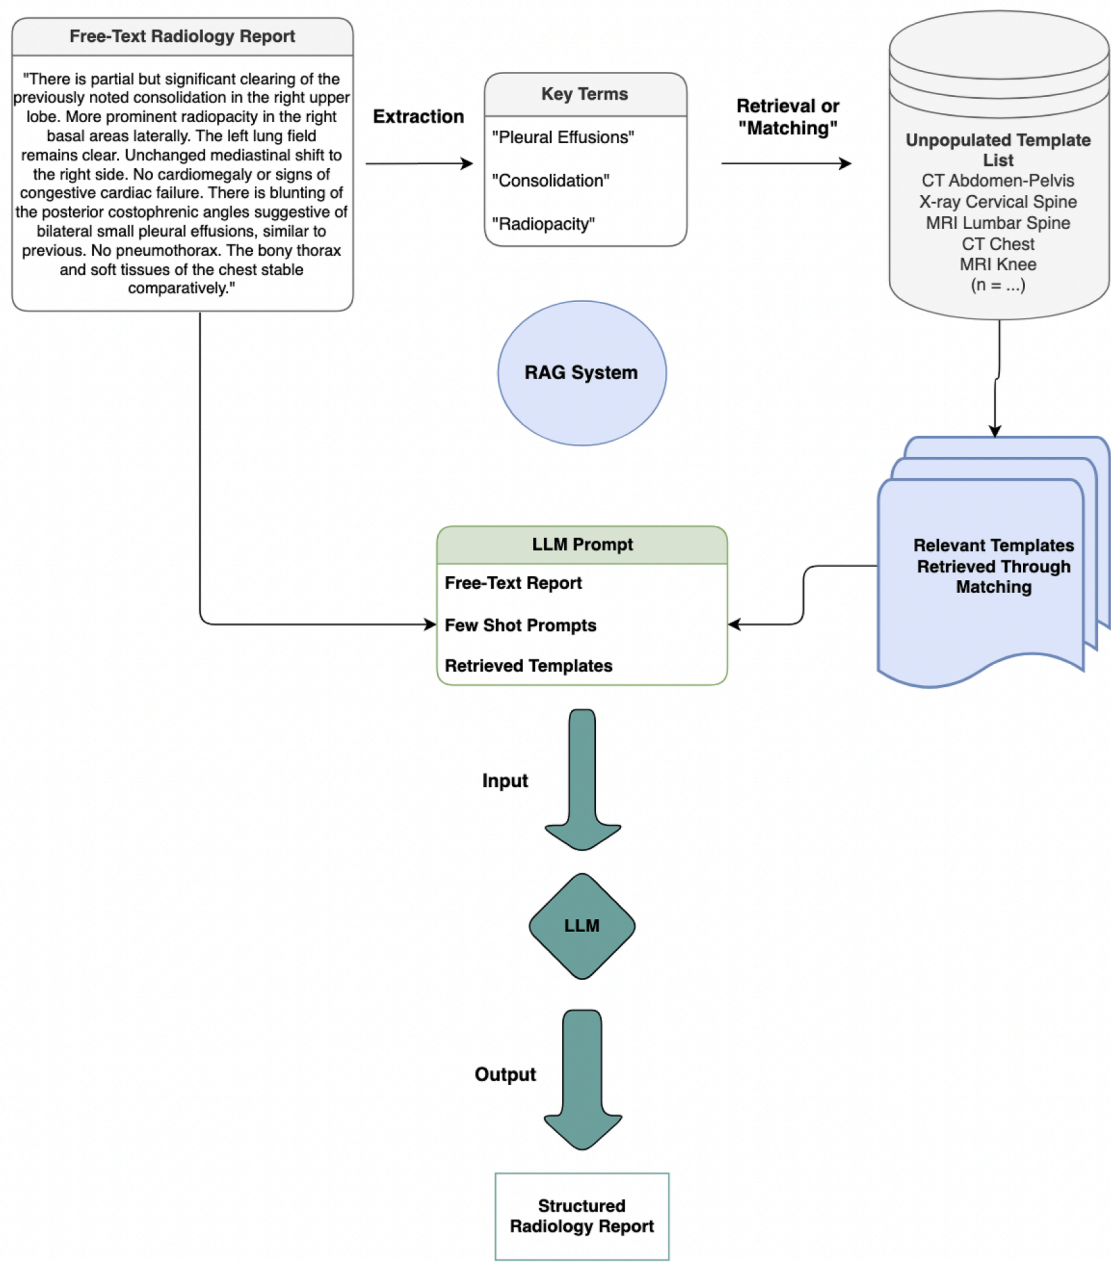 Free-Text Radiology Report
"There is partial but significant clearing of the
previously noted consolidation in the right upper
lobe. More prominent radiopacity in the right
basal areas laterally. The left lung field
remains clear. Unchanged mediastinal shift to
the right side. No cardiomegaly or signs of
congestive cardiac failure. There is blunting of
the posterior costophrenic angles suggestive of
bilateral small pleural effusions, similar to
previous. No pneumothorax. The bony thorax
and soft tissues of the chest stable
comparatively."
Extraction
Key Terms
"Pleural Effusions"
"Consolidation"
"Radiopacity"
Retrieval or
"Matching"
Unpopulated Template
List
CT Abdomen-Pelvis
X-ray Cervical Spine
MRI Lumbar Spine
CT Chest
MRI Knee
(n = ...)
RAG System
Relevant Templates
Retrieved Through
Matching
LLM Prompt
Free-Text Report
Few Shot Prompts
Retrieved Templates
Input
LLM
Output
Structured
Radiology Report